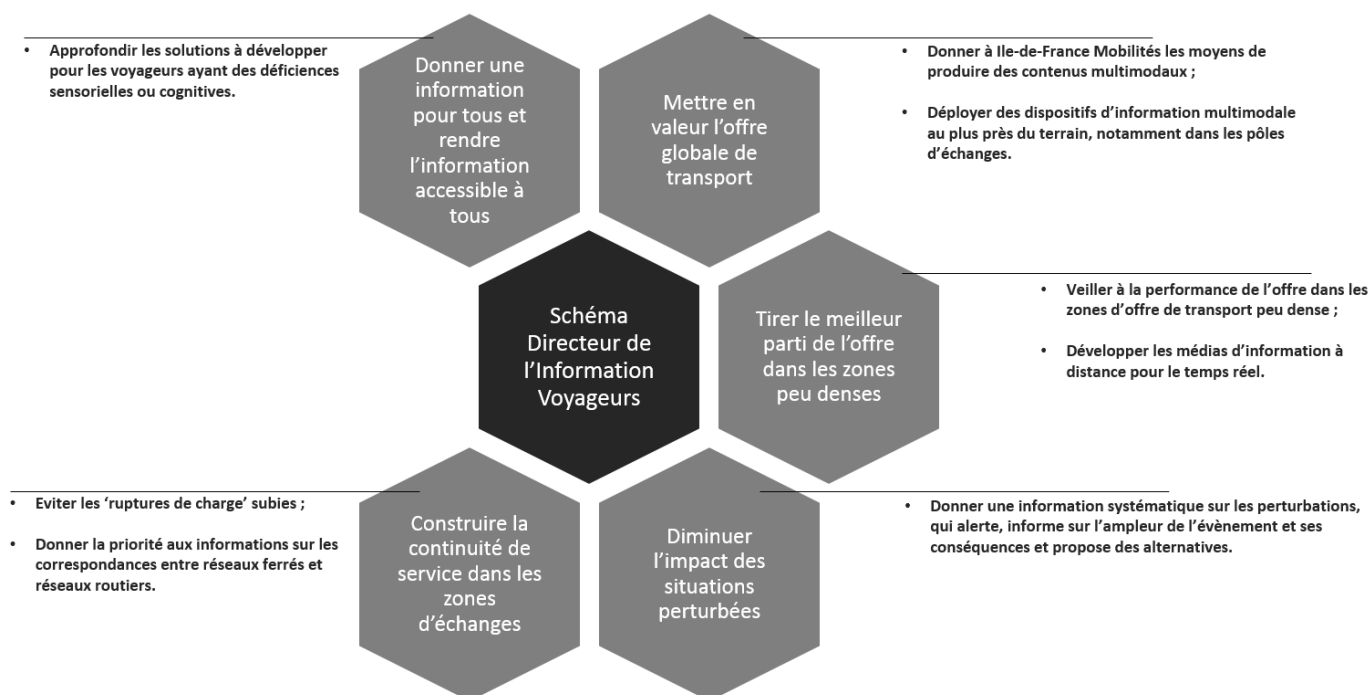 • Approfondir les solutions à développer
pour les voyageurs ayant des déficiences
sensorielles ou cognitives.
Donner une
information
pour tous et
rendre
l’information
accessible à
tous
Mettre en
valeur l’offre
globale de
transport
• Donner à Ile-de-France Mobilités les moyens de
produire des contenus multimodaux ;
• Déployer des dispositifs d’information multimodale
au plus près du terrain, notamment dans les pôles
d’échanges.
Schéma
Directeur de
l’Information
Voyageurs
Tirer le meilleur
parti de l’offre
dans les zones
peu denses
• Veiller à la performance de l’offre dans les
zones d’offre de transport peu dense ;
• Développer les médias d’information à
distance pour le temps réel.
• Eviter les ‘ruptures de charge’ subies ;
• Donner la priorité aux informations sur les
correspondances entre réseaux ferrés et
réseaux routiers.
Construire la
continuité de
service dans les
zones
d’échanges
Diminuer
l’impact des
situations
perturbées
• Donner une information systématique sur les perturbations,
qui alerte, informe sur l’ampleur de l’évènement et ses
conséquences et propose des alternatives.